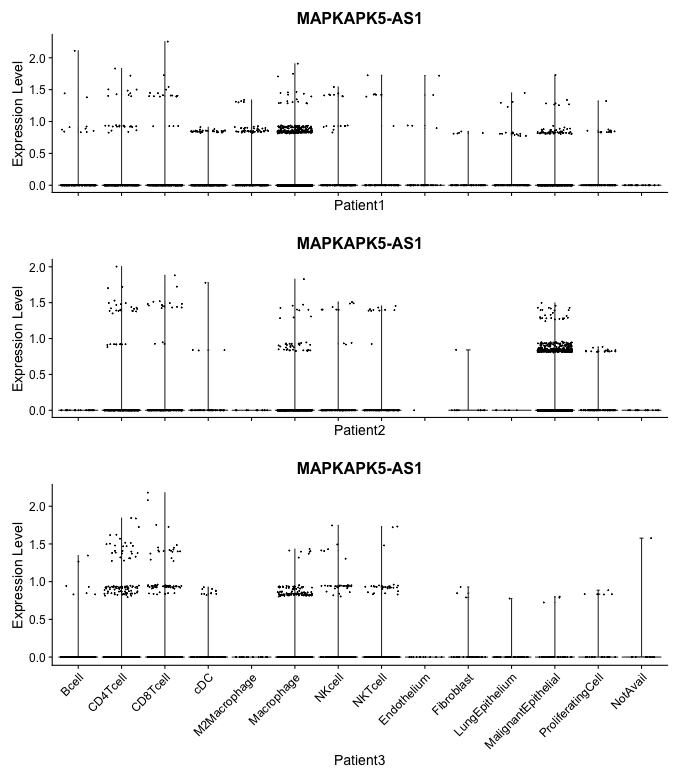 MAPKAPK5-AS1
Expression Level
2.0
1.5
1.0
0.5
0.0
Patient1
MAPKAPK5-AS1
Expression Level
2.0
1.5
1.0
0.5
0.0
Patient2
MAPKAPK5-AS1
Expression Level
2.0
1.5
1.0
0.5
0.0
Bcell
CD4Tcell
CD8Tcell
cDC
M2Macrophage
Macrophage
NKcell
NKTcell
Endothelium
Fibroblast
LungEpithelium
MalignantEpithelial
ProliferatingCell
NotAvail
Patient3